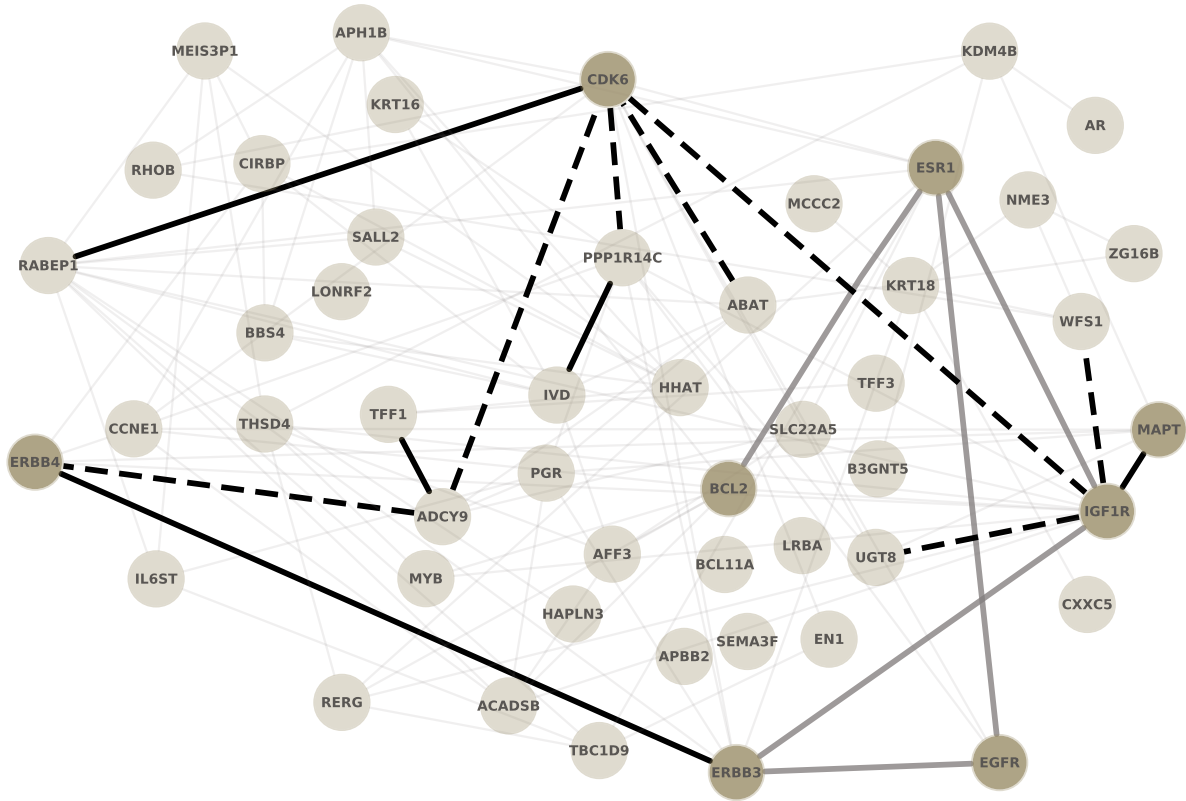 APH1B
MEIS3P1
KDM4B
CDK6
KRT16
AR
CIRBP
RHOB
ESR1
NME3
MCCC2
SALL2
ZG16B
PPP1R14C
RABEP1
KRT18
LONRF2
ABAT
WFS1
BBS4
TFF3
HHAT
IVD
TFF1
THSD4
CCNE1
SLC22A5
MAPT
ERBB4
B3GNT5
PGR
BCL2
IGF1R
ADCY9
LRBA
AFF3
UGT8
BCL11A
IL6ST
MYB
CXXC5
HAPLN3
EN1
SEMA3F
APBB2
RERG
ACADSB
TBC1D9
EGFR
ERBB3